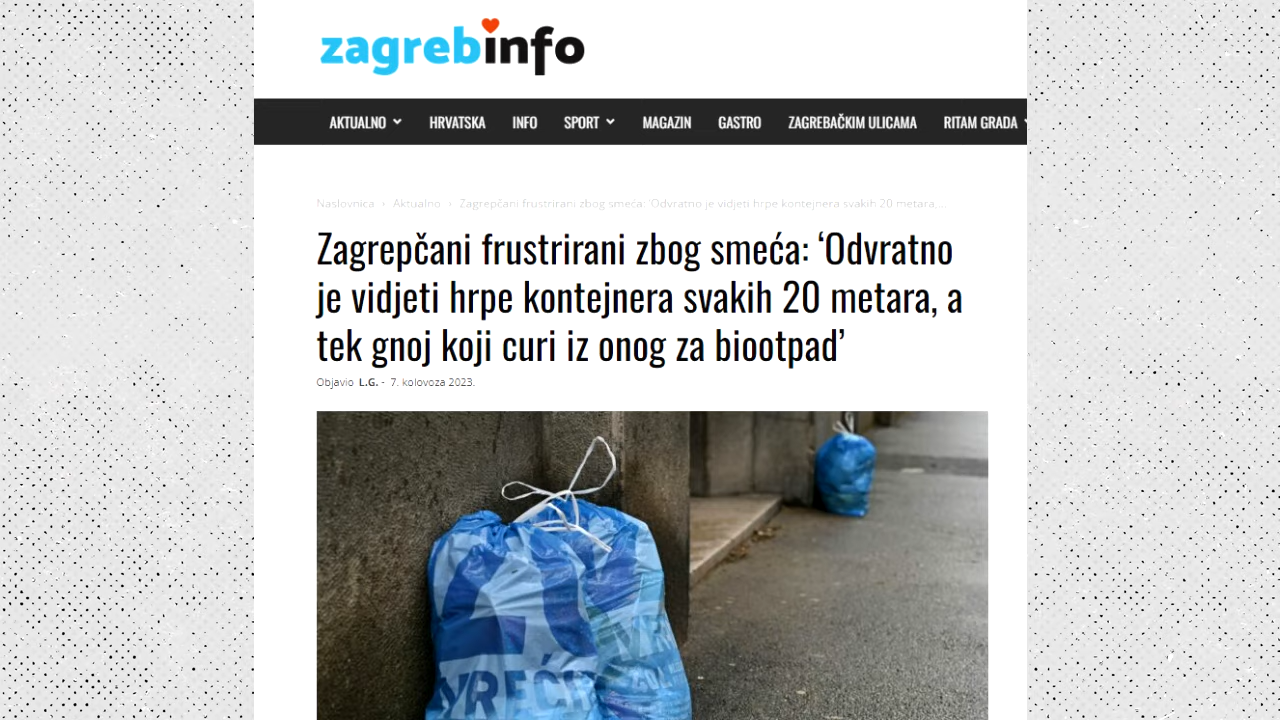 zagrebinfo
AKTUALNO HRVATSKA INFO SPORT MAGAZIN GASTRO ZAGREBAČKIM ULICAMA RITAM GRADA
Naslovnica › Aktualno › Zagrepčani frustrirani zbog smeća: 'Odvratno je vidjeti hrpe kontejnera svakih 20 metara,...
Zagrepčani frustrirani zbog smeća: ‘Odvratno
je vidjeti hrpe kontejnera svakih 20 metara, a
tek gnoj koji curi iz onog za biootpad’
Objavio L.G. - 7. kolovoza 2023.